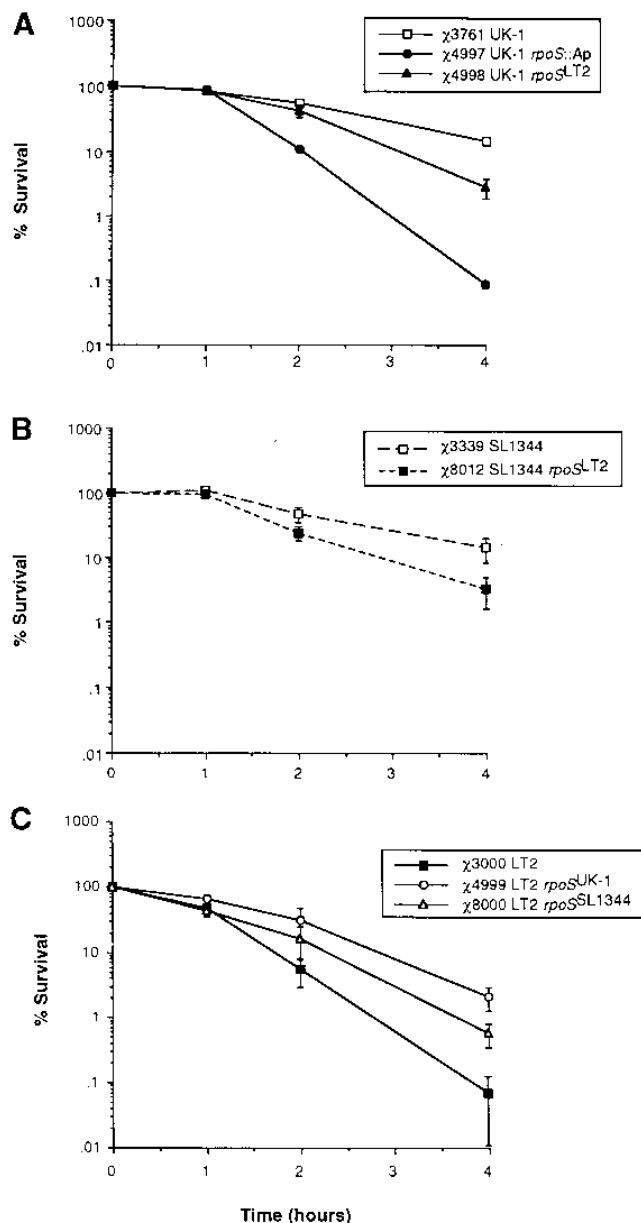 A
χ3761 UK-1
χ4997 UK-1 rpoS::Ap
χ4998 UK-1 rpoS^LT2
1000
100
10
1
.1
.01
% Survival
0 1 2 3 4
B
χ3339 SL1344
χ8012 SL1344 rpoS^LT2
1000
100
10
1
.1
.01
% Survival
0 1 2 3 4
C
χ3000 LT2
χ4999 LT2 rpoS^UK-1
χ8000 LT2 rpoS^SL1344
1000
100
10
1
.1
.01
% Survival
0 1 2 3 4
Time (hours)